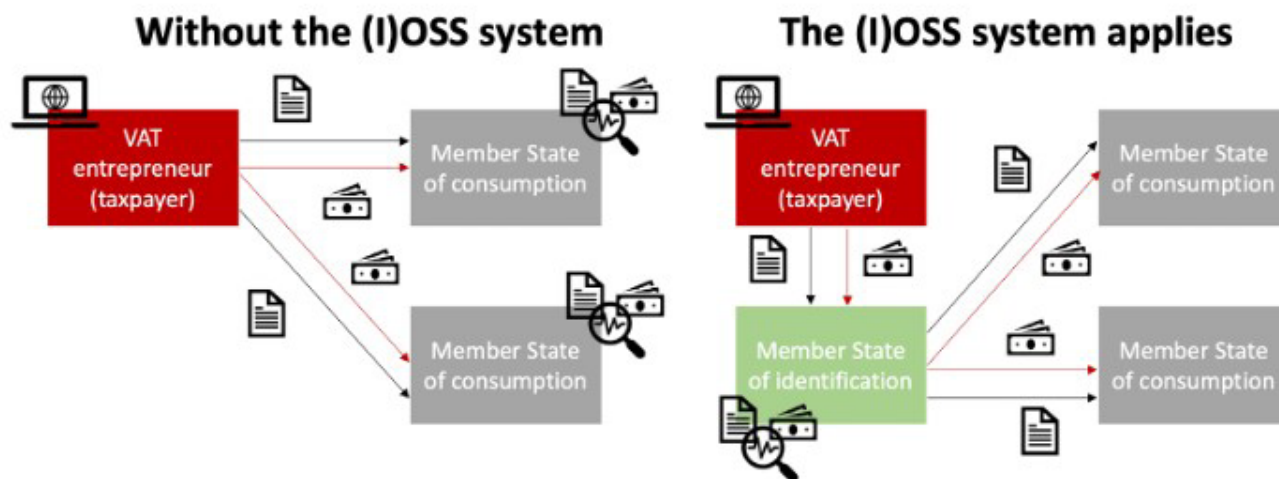 Without the (I)OSS system
VAT
entrepreneur
(taxpayer)
Member State
of consumption
Member State
of consumption
The (I)OSS system applies
VAT
entrepreneur
(taxpayer)
Member State
of consumption
Member State
of identification
Member State
of consumption